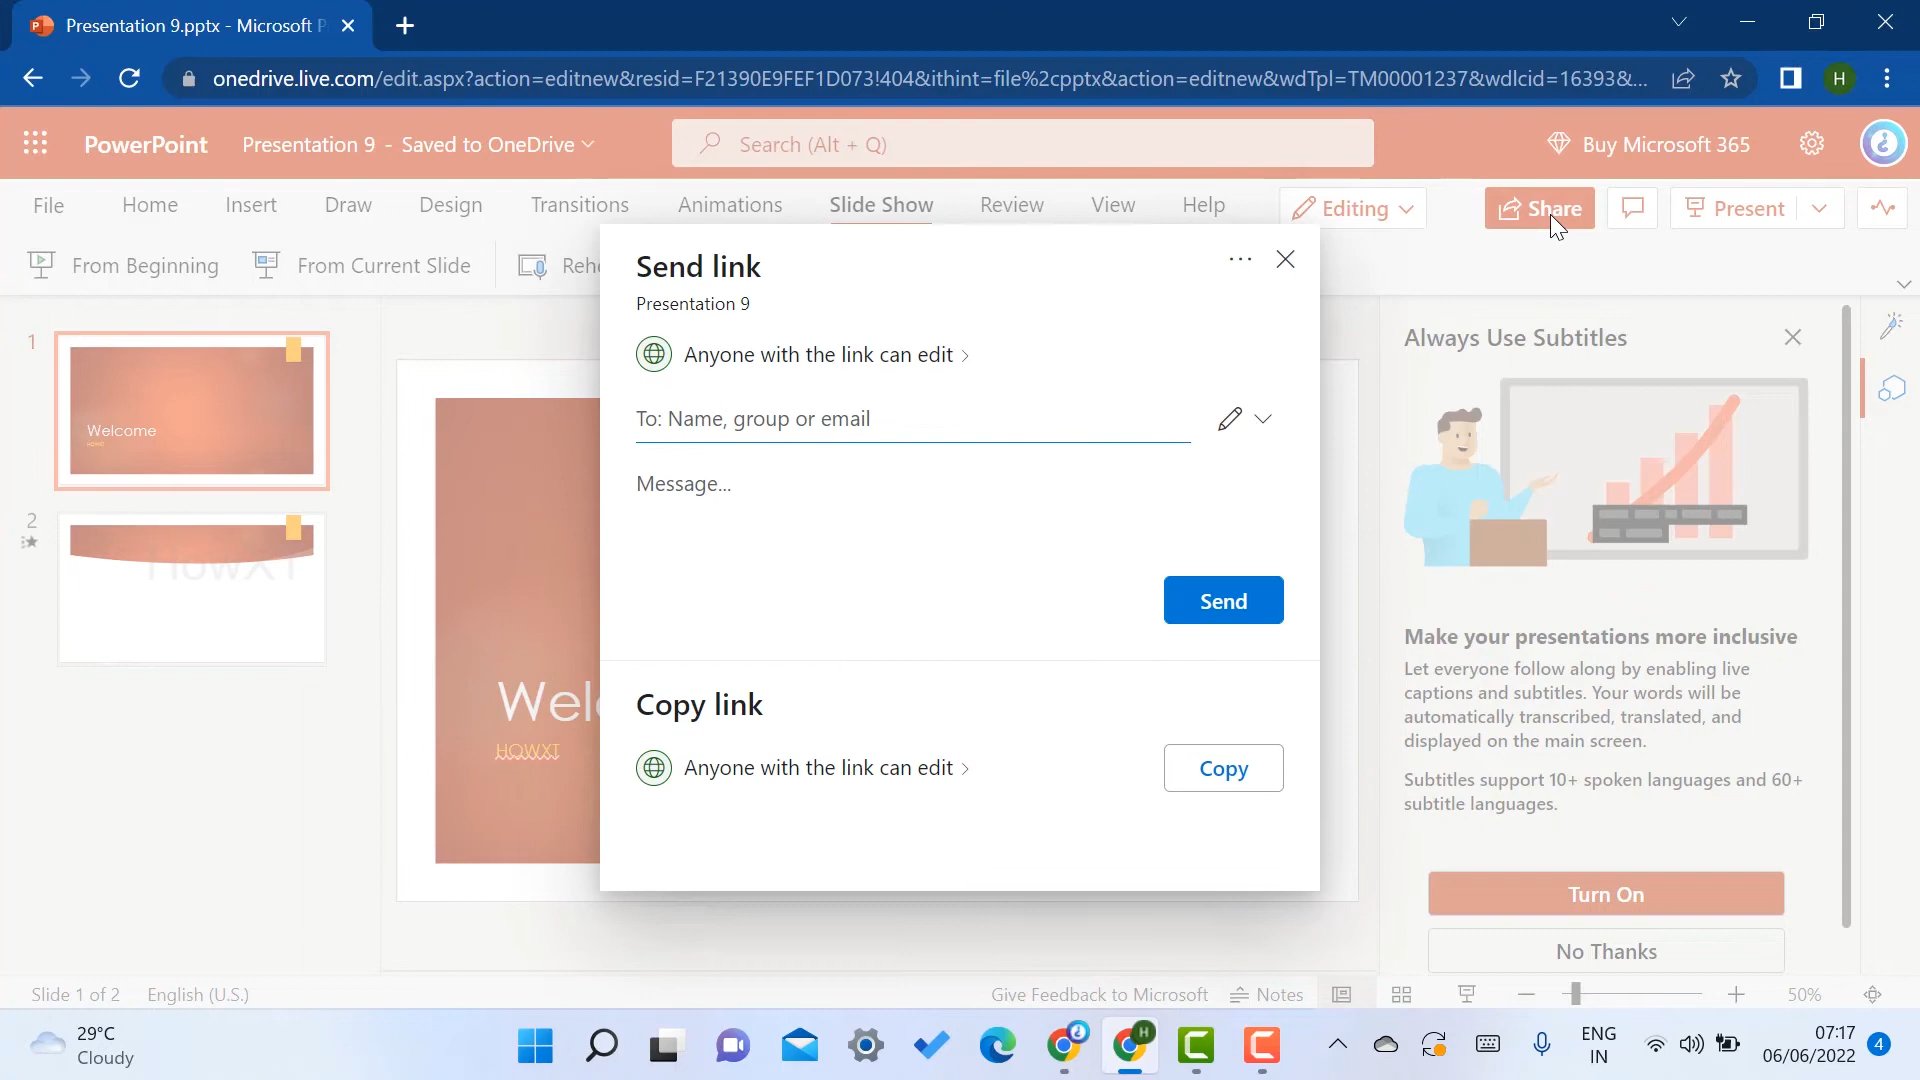 Presentation 9.pptx - Microsoft P
onedrive.live.com/edit.aspx?action=editnew&resid=F21390E9FEF1D073!404&ithint=file%2cpptx&action=editnew&wdTpl=TM00001237&wdlcid=16393&...
H
PowerPoint
Presentation 9 - Saved to OneDrive
Search (Alt + Q)
Buy Microsoft 365
File Home Insert Draw Design Transitions Animations Slide Show Review View Help
Editing
Share
Present
From Beginning
From Current Slide
Rehe
Send link
Presentation 9
Anyone with the link can edit
To: Name, group or email
Message...
Send
Copy link
Anyone with the link can edit
Copy
1
Welcome
2
HowXT
Welc
HOWXT
Always Use Subtitles
Make your presentations more inclusive
Let everyone follow along by enabling live
captions and subtitles. Your words will be
automatically transcribed, translated, and
displayed on the main screen.
Subtitles support 10+ spoken languages and 60+
subtitle languages.
Turn On
No Thanks
Slide 1 of 2
English (U.S.)
Give Feedback to Microsoft
Notes
50%
29°C
Cloudy
H
ENG
IN
07:17
06/06/2022
4